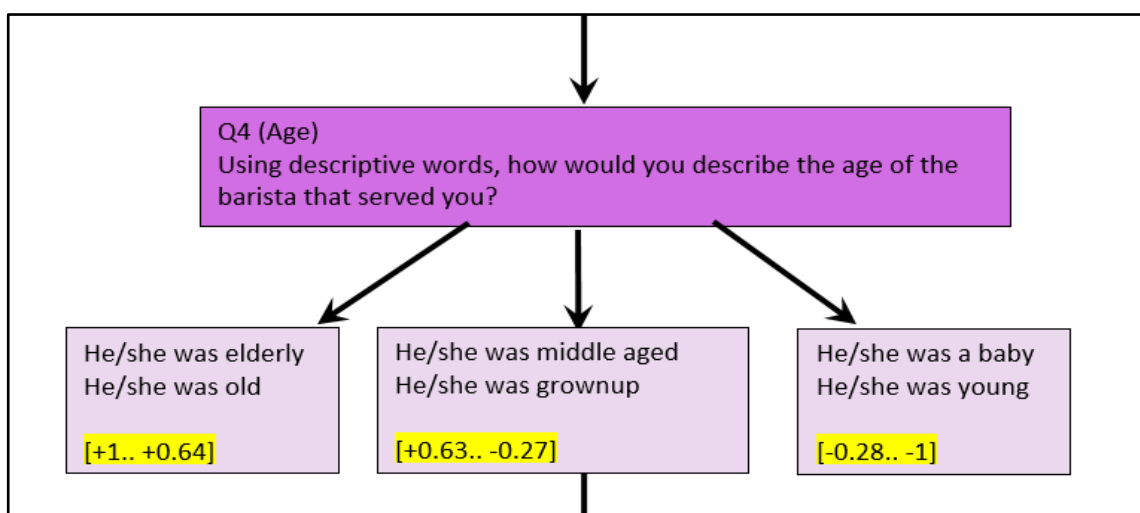 Q4 (Age)
Using descriptive words, how would you describe the age of the
barista that served you?
He/she was elderly
He/she was old
[+1.. +0.64]
He/she was middle aged
He/she was grownup
[+0.63.. -0.27]
He/she was a baby
He/she was young
[-0.28.. -1]